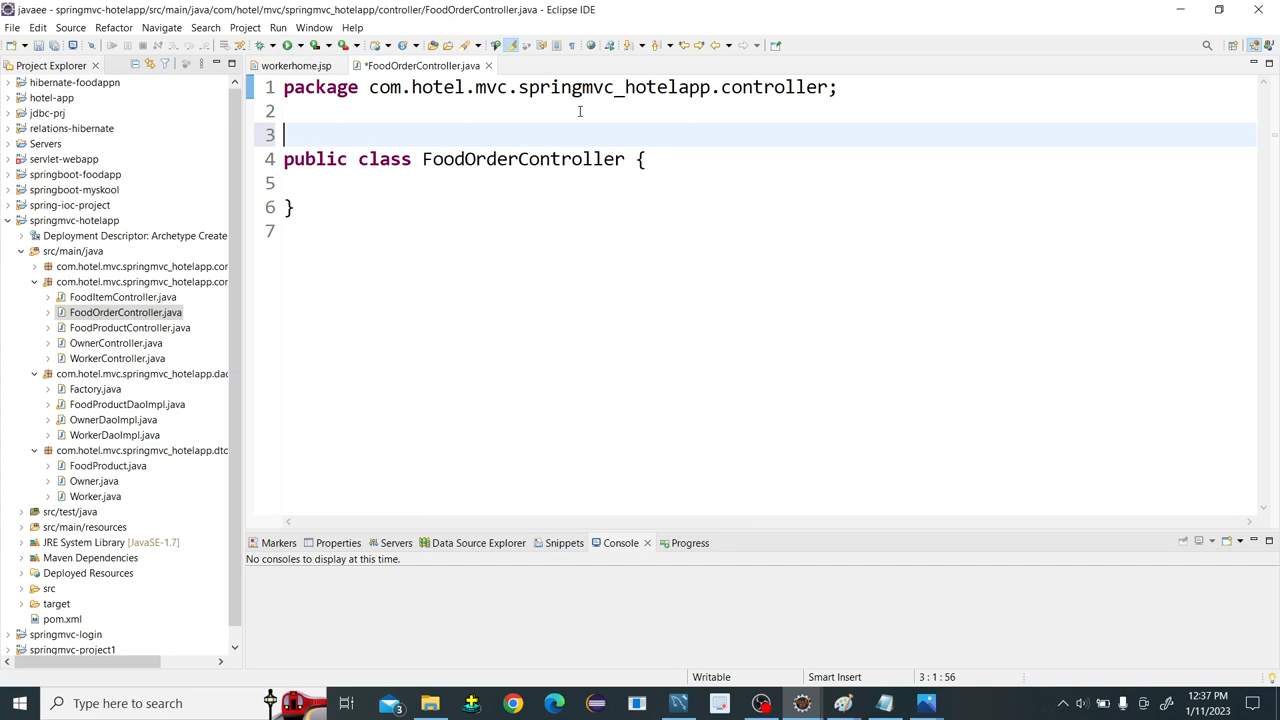 javaee - springmvc-hotelapp/src/main/java/com/hotel/mvc/springmvc_hotelapp/controller/FoodOrderController.java - Eclipse IDE
File Edit Source Refactor Navigate Search Project Run Window Help
Project Explorer
workerhome.jsp
*FoodOrderController.java
hibernate-foodappn
hotel-app
jdbc-prj
relations-hibernate
Servers
servlet-webapp
springboot-foodapp
springboot-myskool
spring-ioc-project
springmvc-hotelapp
Deployment Descriptor: Archetype Create
src/main/java
com.hotel.mvc.springmvc_hotelapp.cor
com.hotel.mvc.springmvc_hotelapp.cor
FoodItemController.java
FoodOrderController.java
FoodProductController.java
OwnerController.java
WorkerController.java
com.hotel.mvc.springmvc_hotelapp.dao
Factory.java
FoodProductDaoImpl.java
OwnerDaoImpl.java
WorkerDaoImpl.java
com.hotel.mvc.springmvc_hotelapp.dtc
FoodProduct.java
Owner.java
Worker.java
src/test/java
src/main/resources
JRE System Library [JavaSE-1.7]
Maven Dependencies
Deployed Resources
src
target
pom.xml
springmvc-login
springmvc-project1
1 package com.hotel.mvc.springmvc_hotelapp.controller;
2
3
4 public class FoodOrderController {
5
6 }
7
Markers Properties Servers Data Source Explorer Snippets Console Progress
No consoles to display at this time.
Writable Smart Insert 3 : 1 : 56
Type here to search
3
12:37 PM
1/11/2023